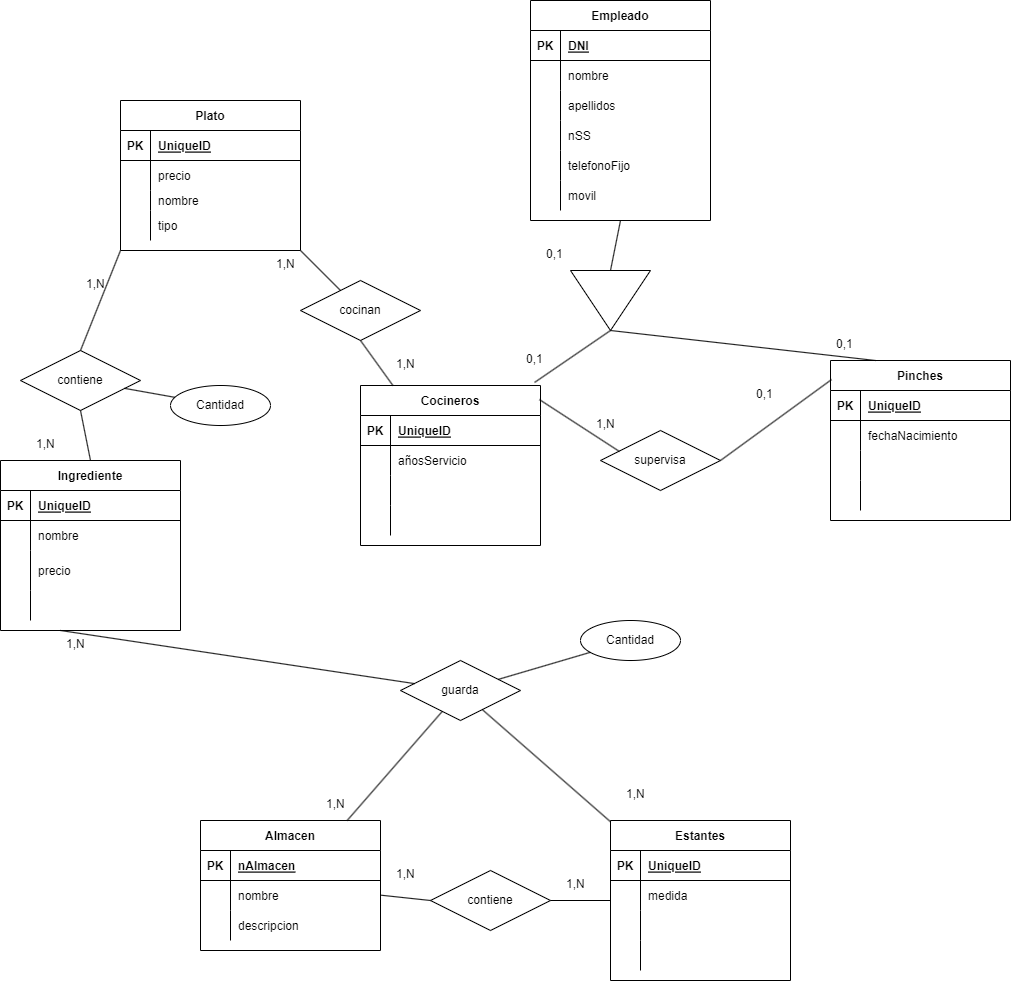 Empleado
PK DNI
nombre
apellidos
nSS
telefonoFijo
movil
Plato
PK UniqueID
precio
nombre
tipo
0,1
1,N
1,N
cocinan
contiene
Cantidad
1,N
1,N
0,1
0,1
Cocineros
PK UniqueID
añosServicio
1,N
supervisa
0,1
Pinches
PK UniqueID
fechaNacimiento
Ingrediente
PK UniqueID
nombre
precio
1,N
Cantidad
guarda
1,N
1,N
Almacen
PK nAlmacen
nombre
descripcion
1,N
contiene
1,N
Estantes
PK UniqueID
medida